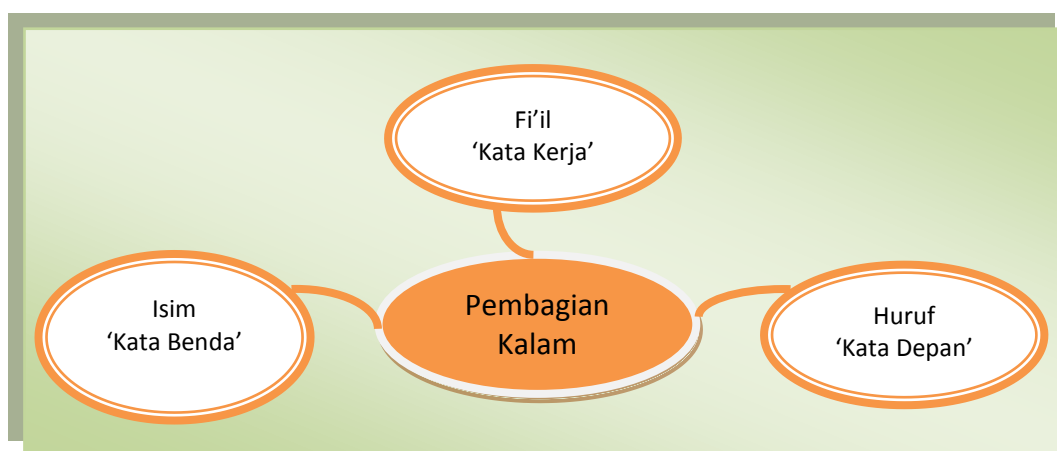 Fi’il
‘Kata Kerja’
Isim
‘Kata Benda’
Pembagian
Kalam
Huruf
‘Kata Depan’